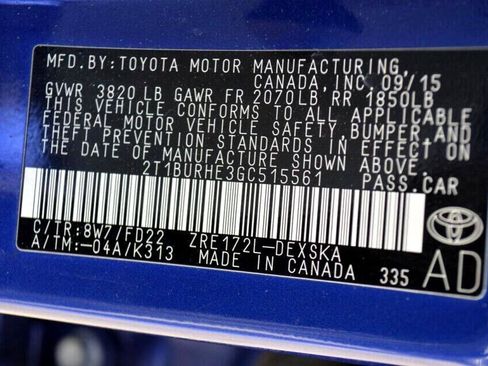 MFD.BY:TOYOTA MOTOR MANUFACTURING
CANADA,INC. 09/15
GVWR 3820 LB GAWR FR 2070LB RR 1850LB
THIS VEHICLE CONFORMS TO ALL APPLICABLE
FEDERAL MOTOR VEHICLE SAFETY,BUMPER AND
THEFT PREVENTION STANDARDS IN EFFECT ON
THE DATE OF MANUFACTURE SHOWN ABOVE.
2T1BURHE3GC515561 PASS.CAR
C/TR:8W7/FD22 ZRE172L-DEXSKA
A/TM:-04A/K313 MADE IN CANADA 335
AD